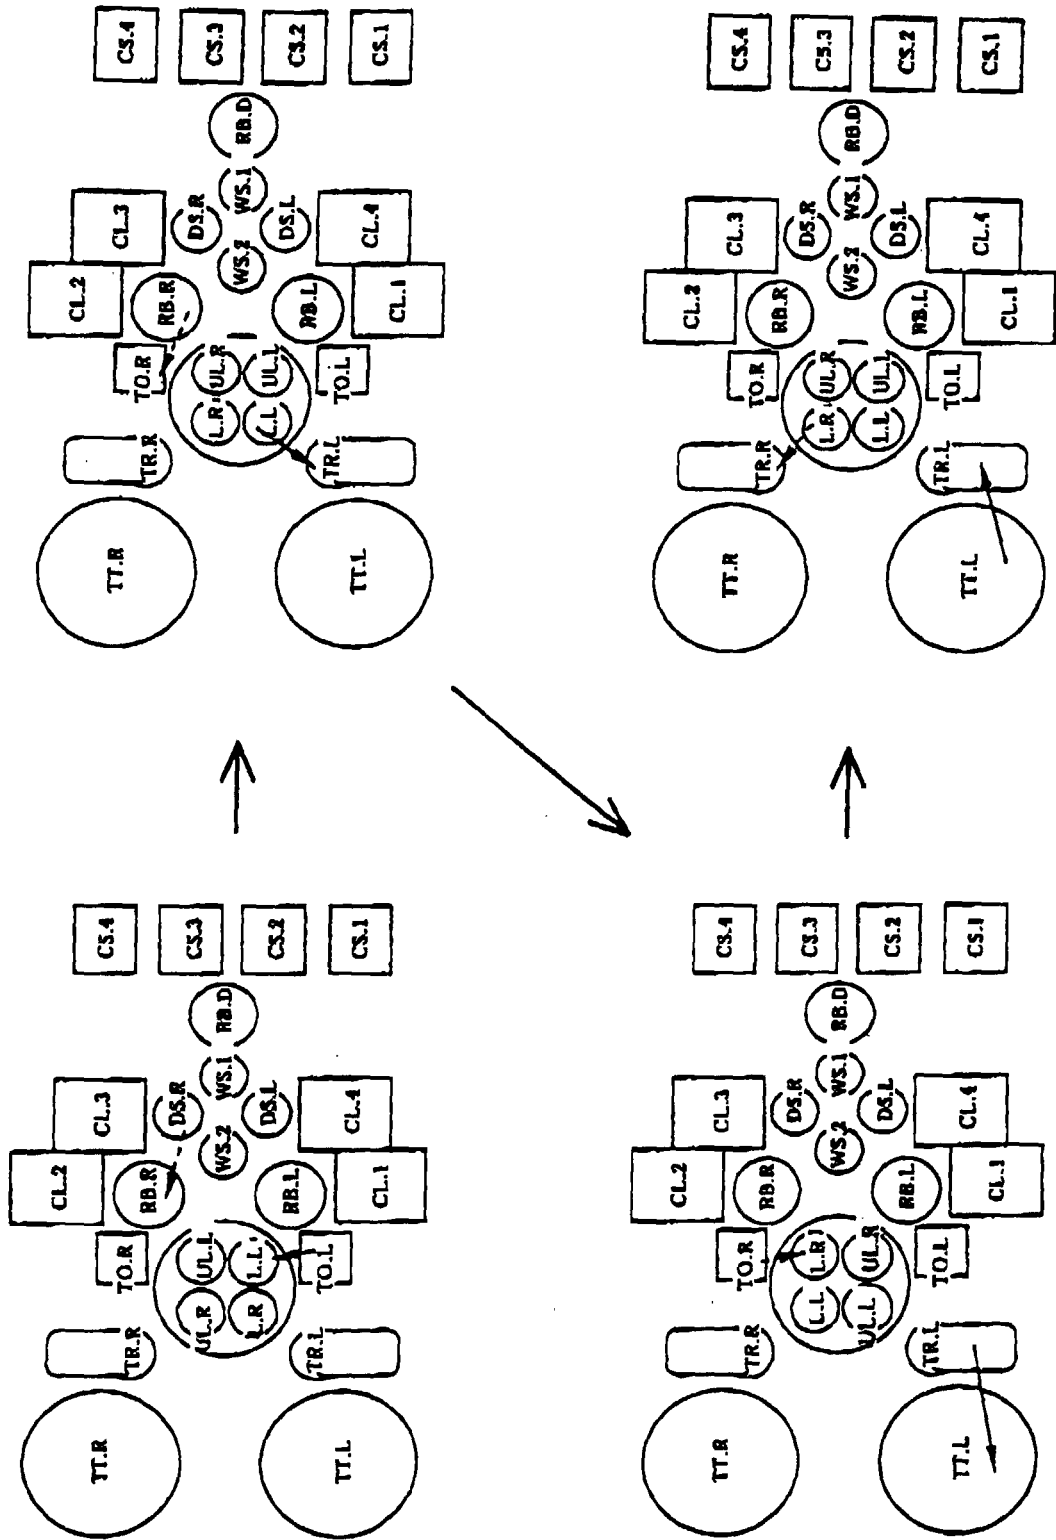 CL.2
TT.R TR.R TO.R CL.3 CS.4
RB.R DS.R CS.3
UL.R UL.L
WS.2 WS.1 RB.D
L.R L.L
RB.L DS.L CS.2
TT.L TR.L TO.L CL.4 CS.1
CL.1
CL.2
TT.R TR.R TO.R CL.3 CS.4
RB.R DS.R CS.3
L.R UL.R
WS.2 WS.1 RB.D
L.L UL.L
RB.L DS.L CS.2
TT.L TR.L TO.L CL.4 CS.1
CL.1
CL.2
TT.R TR.R TO.R CL.3 CS.4
RB.R DS.R CS.3
L.L L.R
WS.2 WS.1 RB.D
UL.L UL.R
RB.L DS.L CS.2
TT.L TR.L TO.L CL.4 CS.1
CL.1
CL.2
TT.R TR.R TO.R CL.3 CS.4
RB.R DS.R CS.3
L.R UL.R
WS.2 WS.1 RB.D
L.L UL.L
RB.L DS.L CS.2
TT.L TR.L TO.L CL.4 CS.1
CL.1